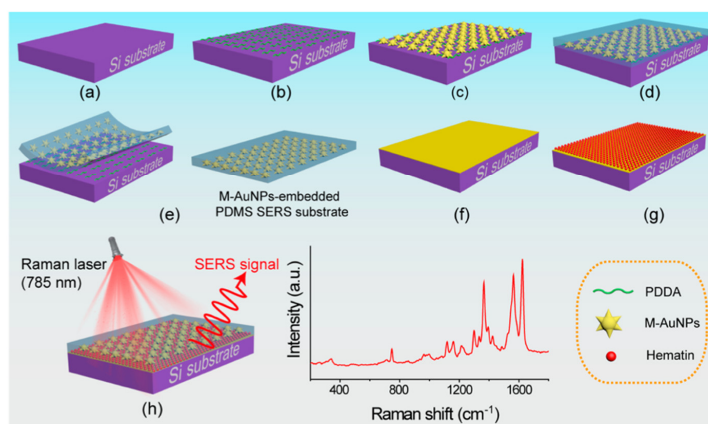 Si substrate
Si substrate
Si substrate
Si substrate
(a)
(b)
(c)
(d)
Si substrate
M-AuNPs-embedded
PDMS SERS substrate
Si substrate
Si substrate
(e)
(f)
(g)
Raman laser
(785 nm)
SERS signal
Si substrate
(h)
Intensity (a.u.)
400
800
1200
1600
Raman shift (cm⁻¹)
PDDA
M-AuNPs
Hematin